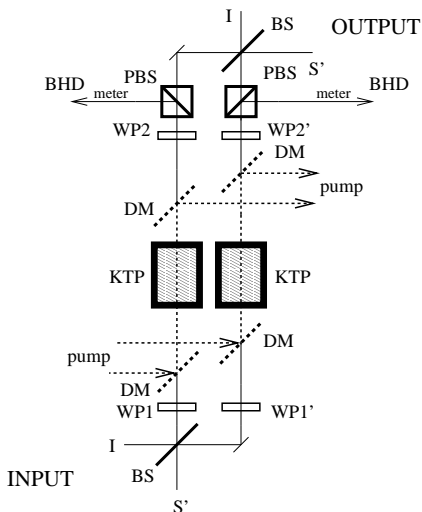 I
BS
OUTPUT
S'
PBS
PBS
BHD
meter
meter
BHD
WP2
WP2'
DM
pump
DM
KTP
KTP
DM
pump
DM
WP1
WP1'
I
BS
INPUT
S'